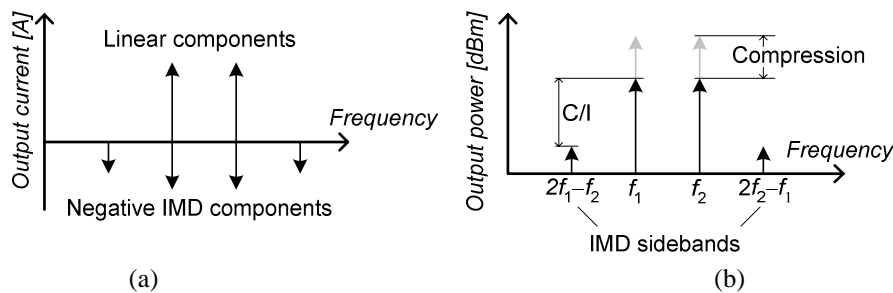 Output current [A]
Linear components
Frequency
Negative IMD components
(a)
Output power [dBm]
Compression
C/I
Frequency
2f1–f2
f1
f2
2f2–f1
IMD sidebands
(b)